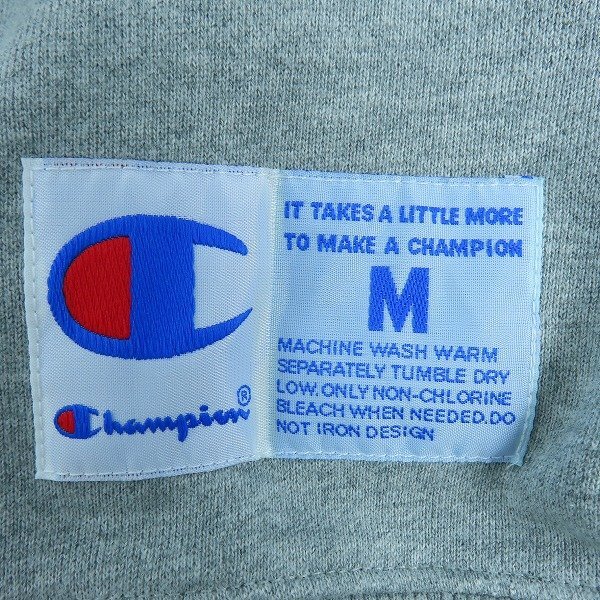 Champion®
IT TAKES A LITTLE MORE
TO MAKE A CHAMPION
M
MACHINE WASH WARM
SEPARATELY TUMBLE DRY
LOW. ONLY NON-CHLORINE
BLEACH WHEN NEEDED. DO
NOT IRON DESIGN